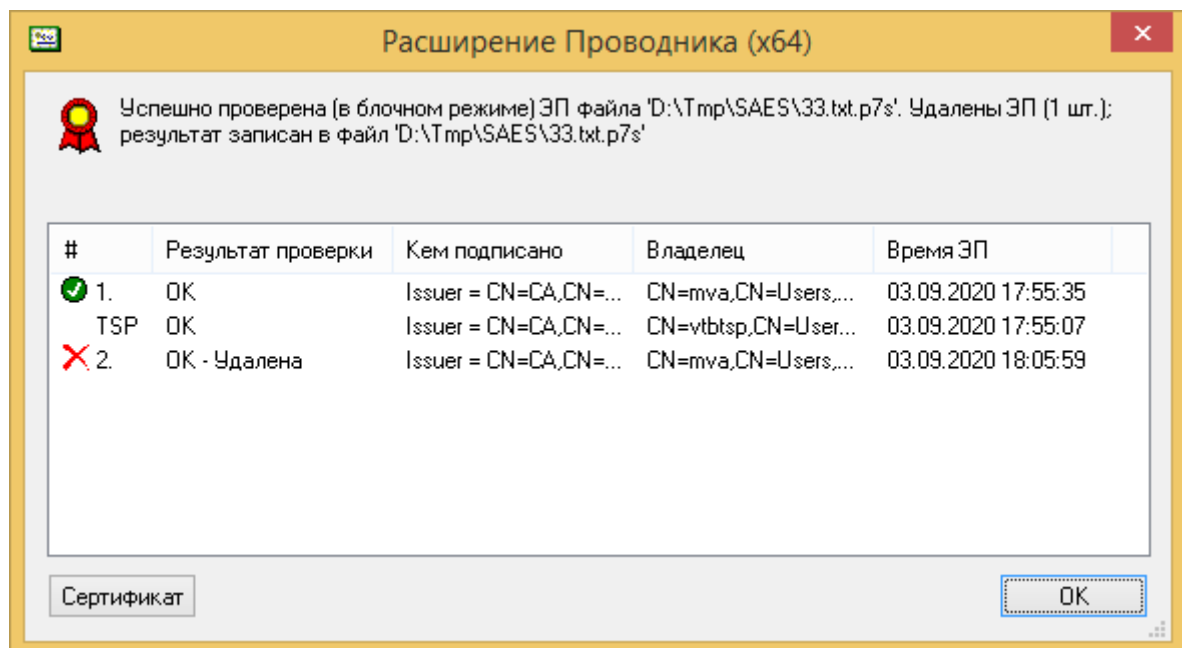 Расширение Проводника (x64)
Успешно проверена (в блочном режиме) ЭП файла 'D:\Tmp\SAES\33.txt.p7s'. Удалены ЭП (1 шт.);
результат записан в файл 'D:\Tmp\SAES\33.txt.p7s'
# Результат проверки Кем подписано Владелец Время ЭП
1. OK Issuer = CN=CA,CN=... CN=mva,CN=Users,... 03.09.2020 17:55:35
TSP OK Issuer = CN=CA,CN=... CN=vtbtsp,CN=User... 03.09.2020 17:55:07
2. OK - Удалена Issuer = CN=CA,CN=... CN=mva,CN=Users,... 03.09.2020 18:05:59
Сертификат OK